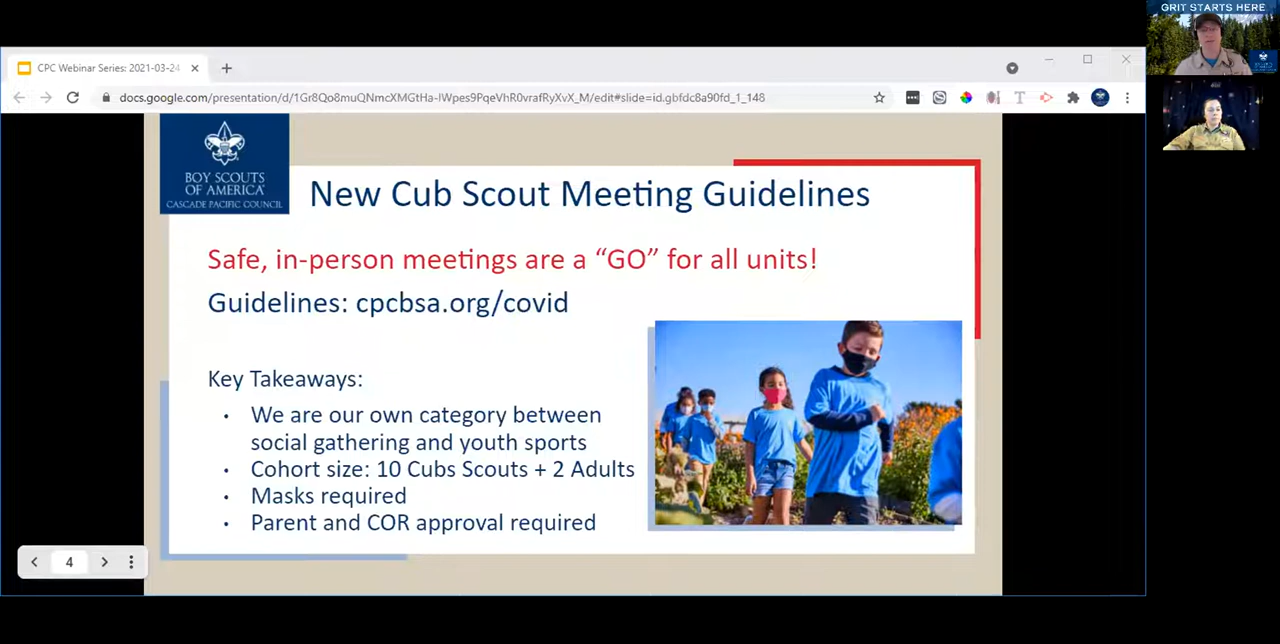 GRIT STARTS HERE
CPC Webinar Series: 2021-03-24
docs.google.com/presentation/d/1Gr8Qo8muQNmcXMGtHa-IWpes9PqeVhR0vrafRyXvX_M/edit#slide=id.gbfdc8a90fd_1_148
BOY SCOUTS
OF AMERICA
CASCADE PACIFIC COUNCIL
New Cub Scout Meeting Guidelines
Safe, in-person meetings are a “GO” for all units!
Guidelines: cpcbsa.org/covid
Key Takeaways:
• We are our own category between
social gathering and youth sports
• Cohort size: 10 Cubs Scouts + 2 Adults
• Masks required
• Parent and COR approval required
4